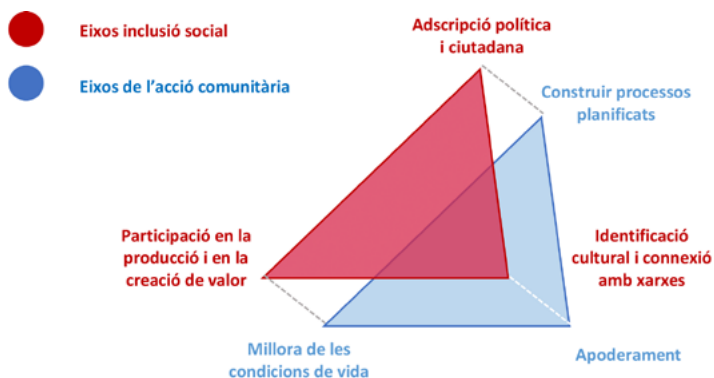 Eixos inclusió social
Eixos de l'acció comunitària
Adscripció política
i ciutadana
Construir processos
planificats
Participació en la
producció i en la
creació de valor
Identificació
cultural i connexió
amb xarxes
Millora de les
condicions de vida
Apoderament